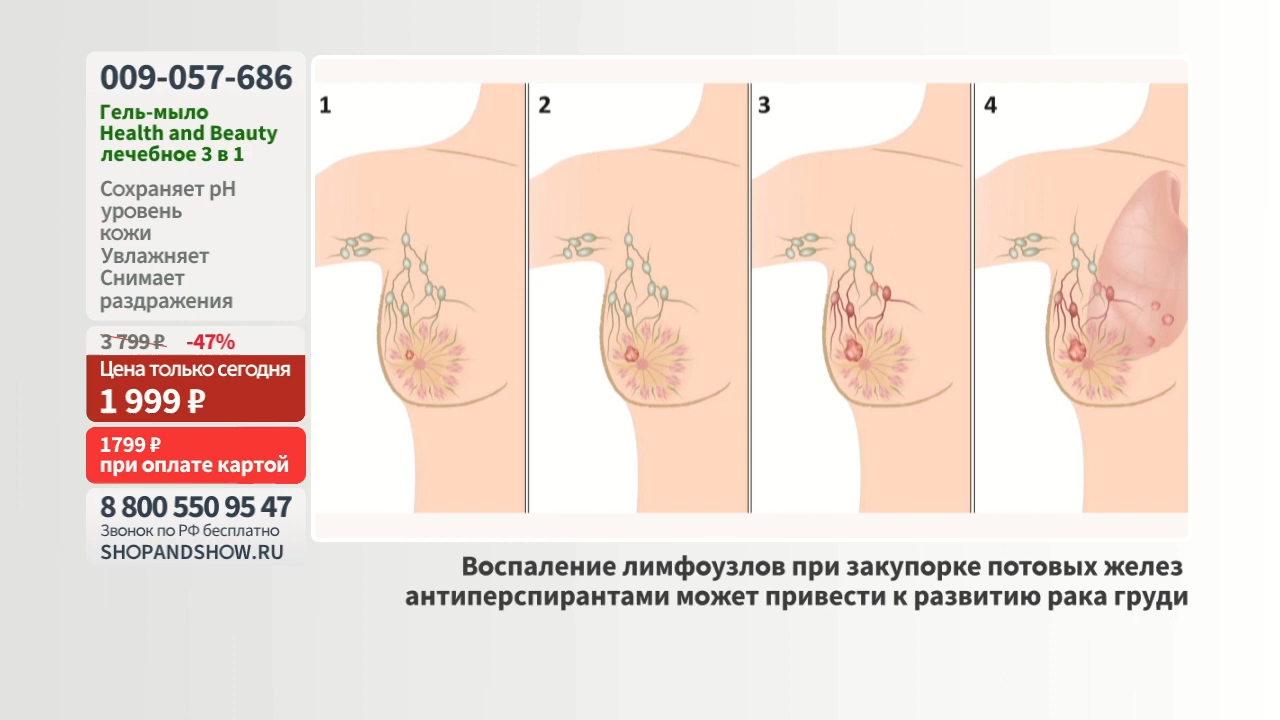 009-057-686
Гель-мыло
Health and Beauty
лечебное 3 в 1
Сохраняет pH
уровень
кожи
Увлажняет
Снимает
раздражения
3 799 ₽ -47%
Цена только сегодня
1 999 ₽
1799 ₽
при оплате картой
8 800 550 95 47
Звонок по РФ бесплатно
SHOPANDSHOW.RU
1 2 3 4
Воспаление лимфоузлов при закупорке потовых желез
антиперспирантами может привести к развитию рака груди